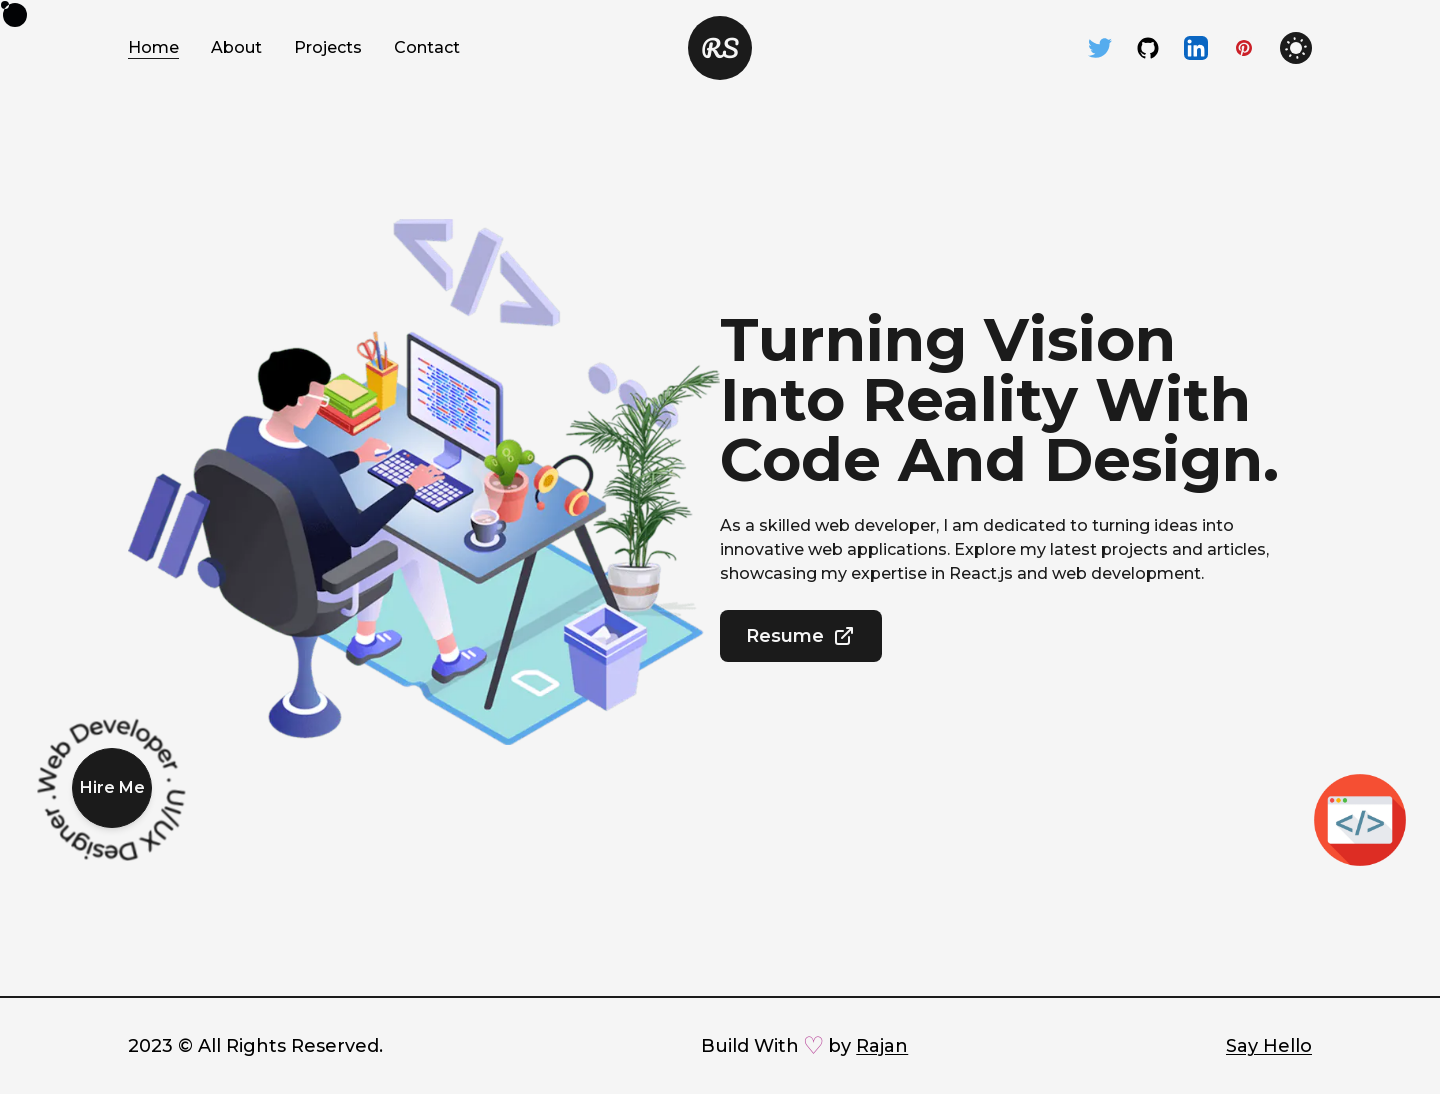 Home About Projects Contact
RS
in
Turning Vision
Into Reality With
Code And Design.
As a skilled web developer, I am dedicated to turning ideas into
innovative web applications. Explore my latest projects and articles,
showcasing my expertise in React.js and web development.
Resume
Web Developer · UI/UX Designer ·
Hire Me
</>
2023 © All Rights Reserved.
Build With ♡ by Rajan
Say Hello